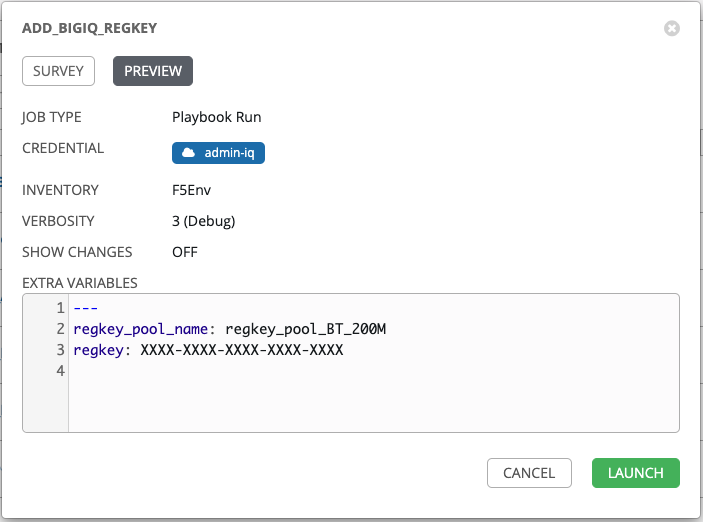 ADD_BIGIQ_REGKEY
SURVEY PREVIEW
JOB TYPE Playbook Run
CREDENTIAL admin-iq
INVENTORY F5Env
VERBOSITY 3 (Debug)
SHOW CHANGES OFF
EXTRA VARIABLES
1 ---
2 regkey_pool_name: regkey_pool_BT_200M
3 regkey: XXXX-XXXX-XXXX-XXXX-XXXX
4
CANCEL LAUNCH